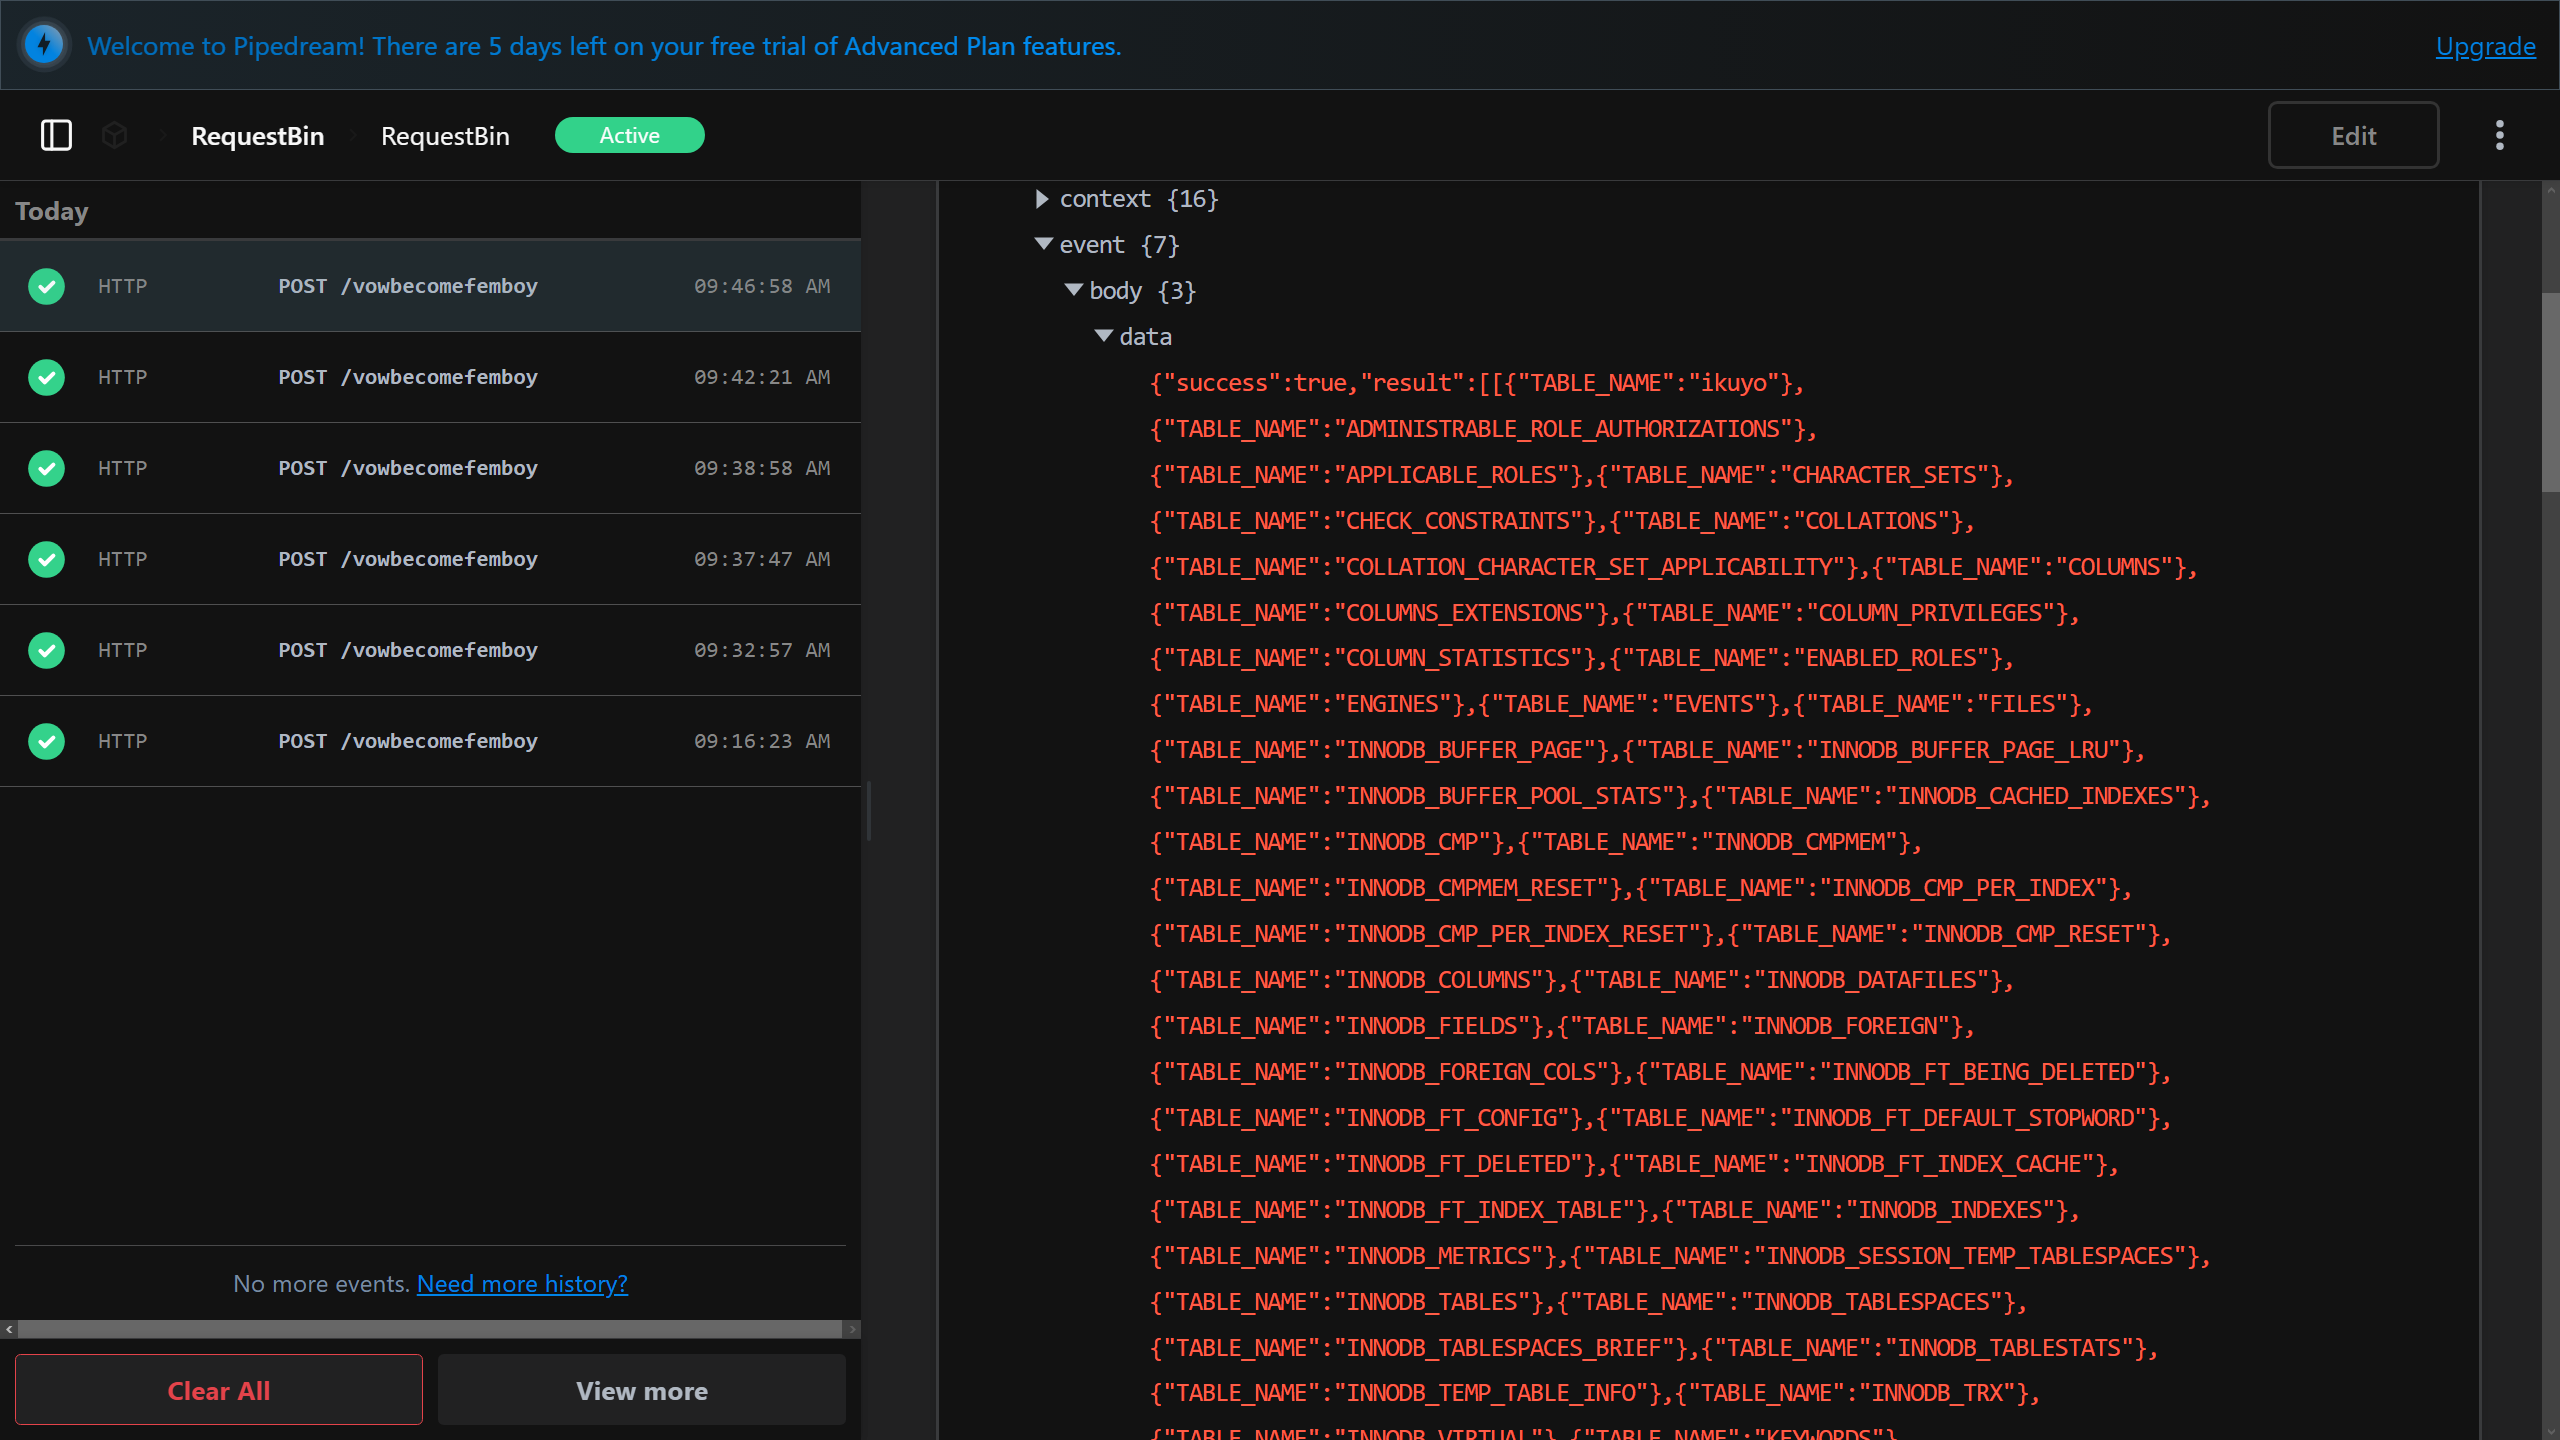 Welcome to Pipedream! There are 5 days left on your free trial of Advanced Plan features.
Upgrade
RequestBin
RequestBin
Active
Edit
Today
HTTP POST /vowbecomefemboy 09:46:58 AM
HTTP POST /vowbecomefemboy 09:42:21 AM
HTTP POST /vowbecomefemboy 09:38:58 AM
HTTP POST /vowbecomefemboy 09:37:47 AM
HTTP POST /vowbecomefemboy 09:32:57 AM
HTTP POST /vowbecomefemboy 09:16:23 AM
No more events. Need more history?
Clear All
View more
context {16}
event {7}
body {3}
data
{"success":true,"result":[[{"TABLE_NAME":"ikuyo"},
{"TABLE_NAME":"ADMINISTRABLE_ROLE_AUTHORIZATIONS"},
{"TABLE_NAME":"APPLICABLE_ROLES"},{"TABLE_NAME":"CHARACTER_SETS"},
{"TABLE_NAME":"CHECK_CONSTRAINTS"},{"TABLE_NAME":"COLLATIONS"},
{"TABLE_NAME":"COLLATION_CHARACTER_SET_APPLICABILITY"},{"TABLE_NAME":"COLUMNS"},
{"TABLE_NAME":"COLUMNS_EXTENSIONS"},{"TABLE_NAME":"COLUMN_PRIVILEGES"},
{"TABLE_NAME":"COLUMN_STATISTICS"},{"TABLE_NAME":"ENABLED_ROLES"},
{"TABLE_NAME":"ENGINES"},{"TABLE_NAME":"EVENTS"},{"TABLE_NAME":"FILES"},
{"TABLE_NAME":"INNODB_BUFFER_PAGE"},{"TABLE_NAME":"INNODB_BUFFER_PAGE_LRU"},
{"TABLE_NAME":"INNODB_BUFFER_POOL_STATS"},{"TABLE_NAME":"INNODB_CACHED_INDEXES"},
{"TABLE_NAME":"INNODB_CMP"},{"TABLE_NAME":"INNODB_CMPMEM"},
{"TABLE_NAME":"INNODB_CMPMEM_RESET"},{"TABLE_NAME":"INNODB_CMP_PER_INDEX"},
{"TABLE_NAME":"INNODB_CMP_PER_INDEX_RESET"},{"TABLE_NAME":"INNODB_CMP_RESET"},
{"TABLE_NAME":"INNODB_COLUMNS"},{"TABLE_NAME":"INNODB_DATAFILES"},
{"TABLE_NAME":"INNODB_FIELDS"},{"TABLE_NAME":"INNODB_FOREIGN"},
{"TABLE_NAME":"INNODB_FOREIGN_COLS"},{"TABLE_NAME":"INNODB_FT_BEING_DELETED"},
{"TABLE_NAME":"INNODB_FT_CONFIG"},{"TABLE_NAME":"INNODB_FT_DEFAULT_STOPWORD"},
{"TABLE_NAME":"INNODB_FT_DELETED"},{"TABLE_NAME":"INNODB_FT_INDEX_CACHE"},
{"TABLE_NAME":"INNODB_FT_INDEX_TABLE"},{"TABLE_NAME":"INNODB_INDEXES"},
{"TABLE_NAME":"INNODB_METRICS"},{"TABLE_NAME":"INNODB_SESSION_TEMP_TABLESPACES"},
{"TABLE_NAME":"INNODB_TABLES"},{"TABLE_NAME":"INNODB_TABLESPACES"},
{"TABLE_NAME":"INNODB_TABLESPACES_BRIEF"},{"TABLE_NAME":"INNODB_TABLESTATS"},
{"TABLE_NAME":"INNODB_TEMP_TABLE_INFO"},{"TABLE_NAME":"INNODB_TRX"},
{"TABLE_NAME":"INNODB_VIRTUAL"},{"TABLE_NAME":"KEYWORDS"},